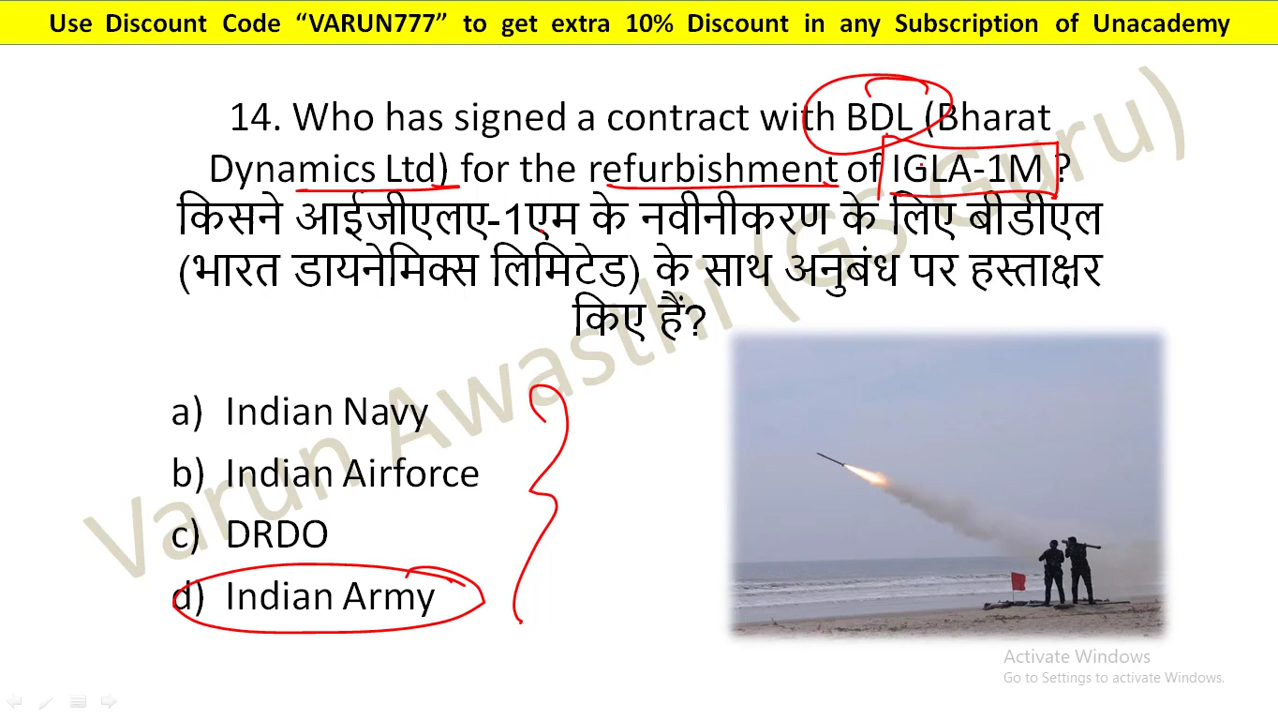 Use Discount Code “VARUN777” to get extra 10% Discount in any Subscription of Unacademy
14. Who has signed a contract with BDL (Bharat
Dynamics Ltd) for the refurbishment of IGLA-1M ?
किसने आईजीएलए-1एम के नवीनीकरण के लिए बीडीएल
(भारत डायनेमिक्स लिमिटेड) के साथ अनुबंध पर हस्ताक्षर
किए हैं?
a) Indian Navy
b) Indian Airforce
c) DRDO
d) Indian Army
Varun Awasthi (GS Guru)
Activate Windows
Go to Settings to activate Windows.